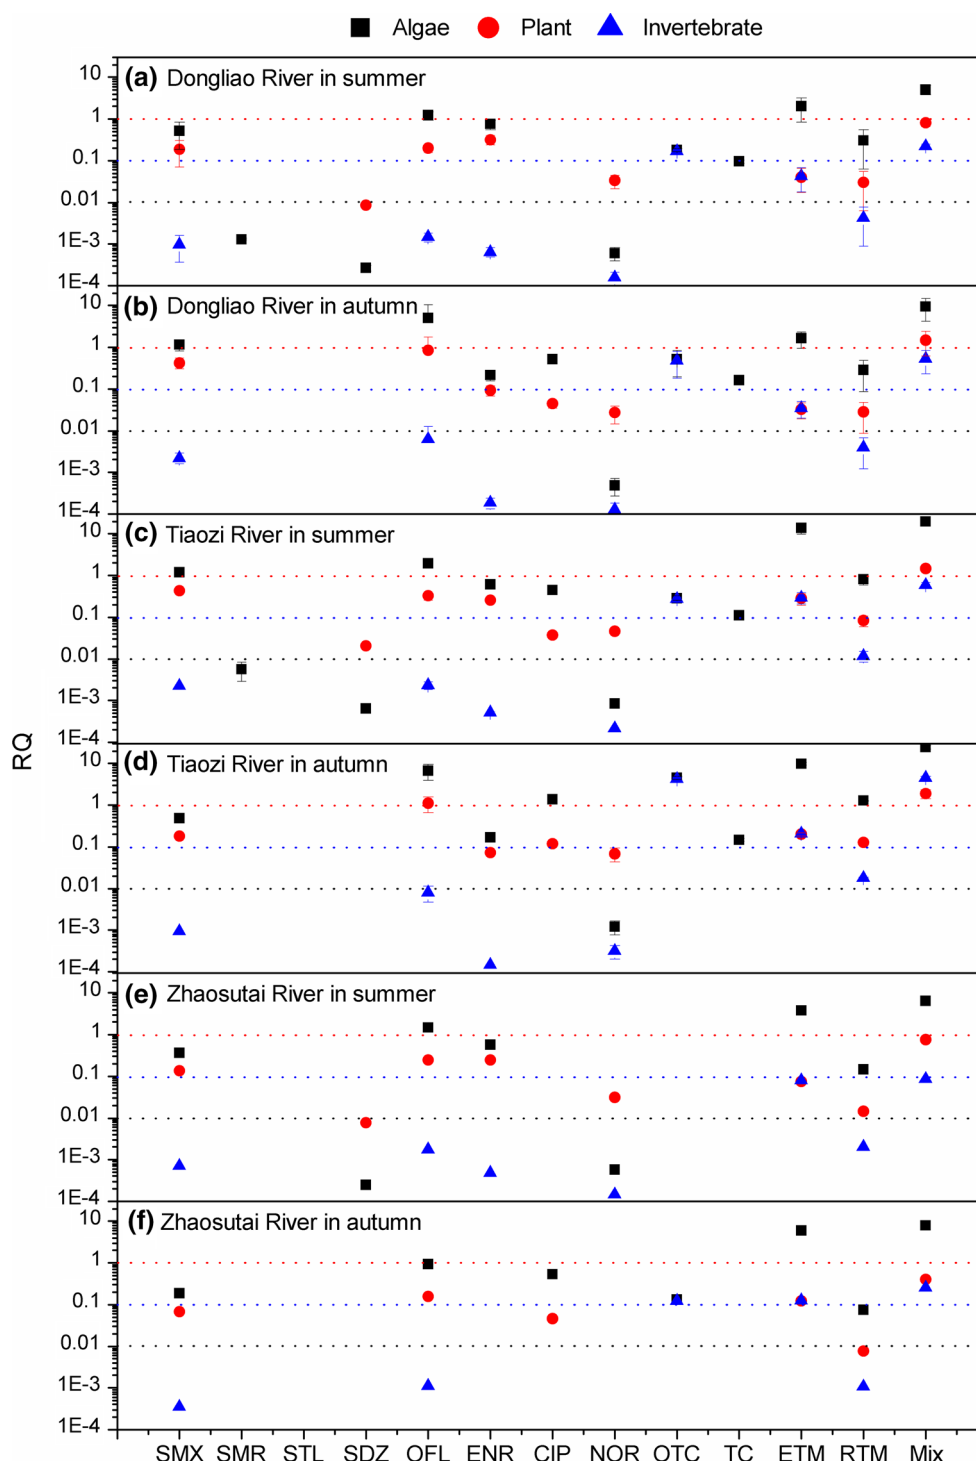 Algae Plant Invertebrate
(a) Dongliao River in summer
10
1
0.1
0.01
1E-3
1E-4
(b) Dongliao River in autumn
10
1
0.1
0.01
1E-3
1E-4
(c) Tiaozi River in summer
10
1
0.1
0.01
1E-3
1E-4
RQ
(d) Tiaozi River in autumn
10
1
0.1
0.01
1E-3
1E-4
(e) Zhaosutai River in summer
10
1
0.1
0.01
1E-3
1E-4
(f) Zhaosutai River in autumn
10
1
0.1
0.01
1E-3
1E-4
SMX SMR STL SDZ OFL ENR CIP NOR OTC TC ETM RTM Mix